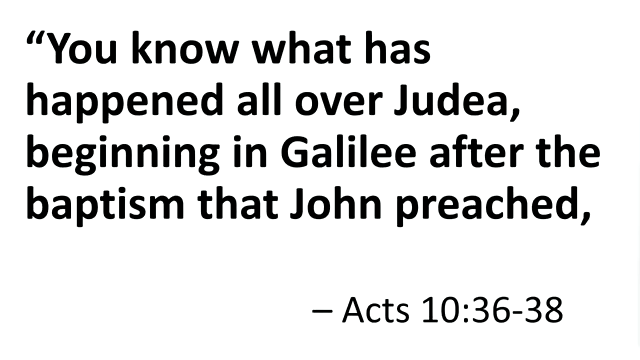 “You know what has
happened all over Judea,
beginning in Galilee after the
baptism that John preached,
– Acts 10:36-38